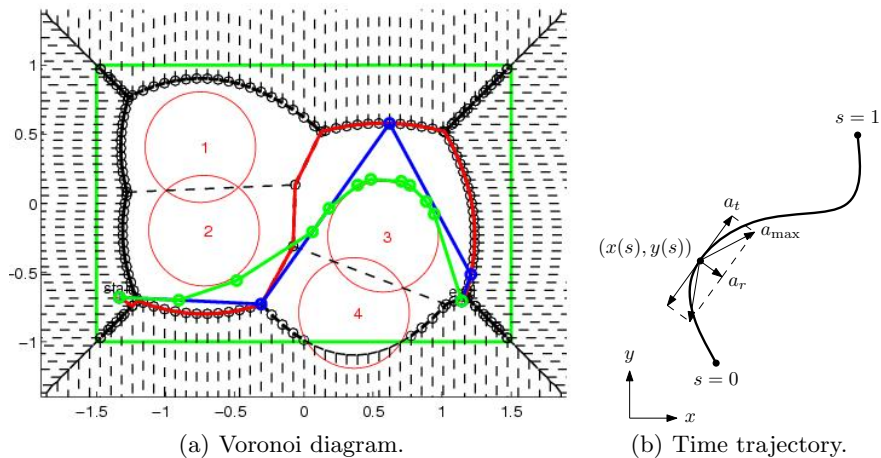 1
0.5
0
-0.5
-1
1
2
3
4
−1.5
−1
−0.5
0
0.5
1
1.5
(a) Voronoi diagram.
s = 1
a_t
a_max
(x(s), y(s))
a_r
y
s = 0
x
(b) Time trajectory.